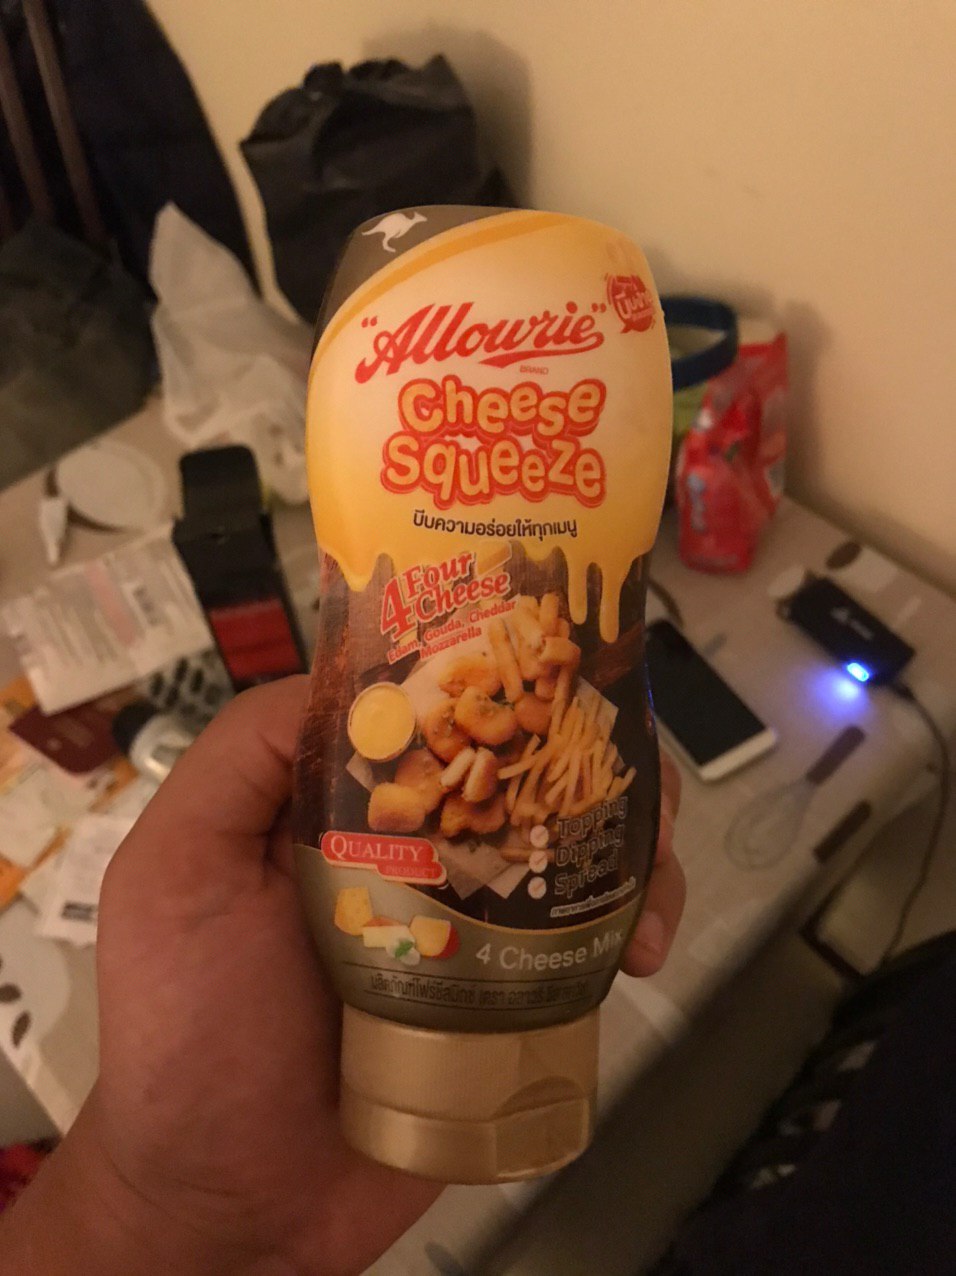 "Allowrie"
BRAND
Cheese
Squeeze
บีบความอร่อยให้ทุกเมนู
4 Four
Cheese
Edam, Gouda, Cheddar
Mozzarella
Topping
Dipping
Spread
QUALITY
PRODUCT
4 Cheese Mix